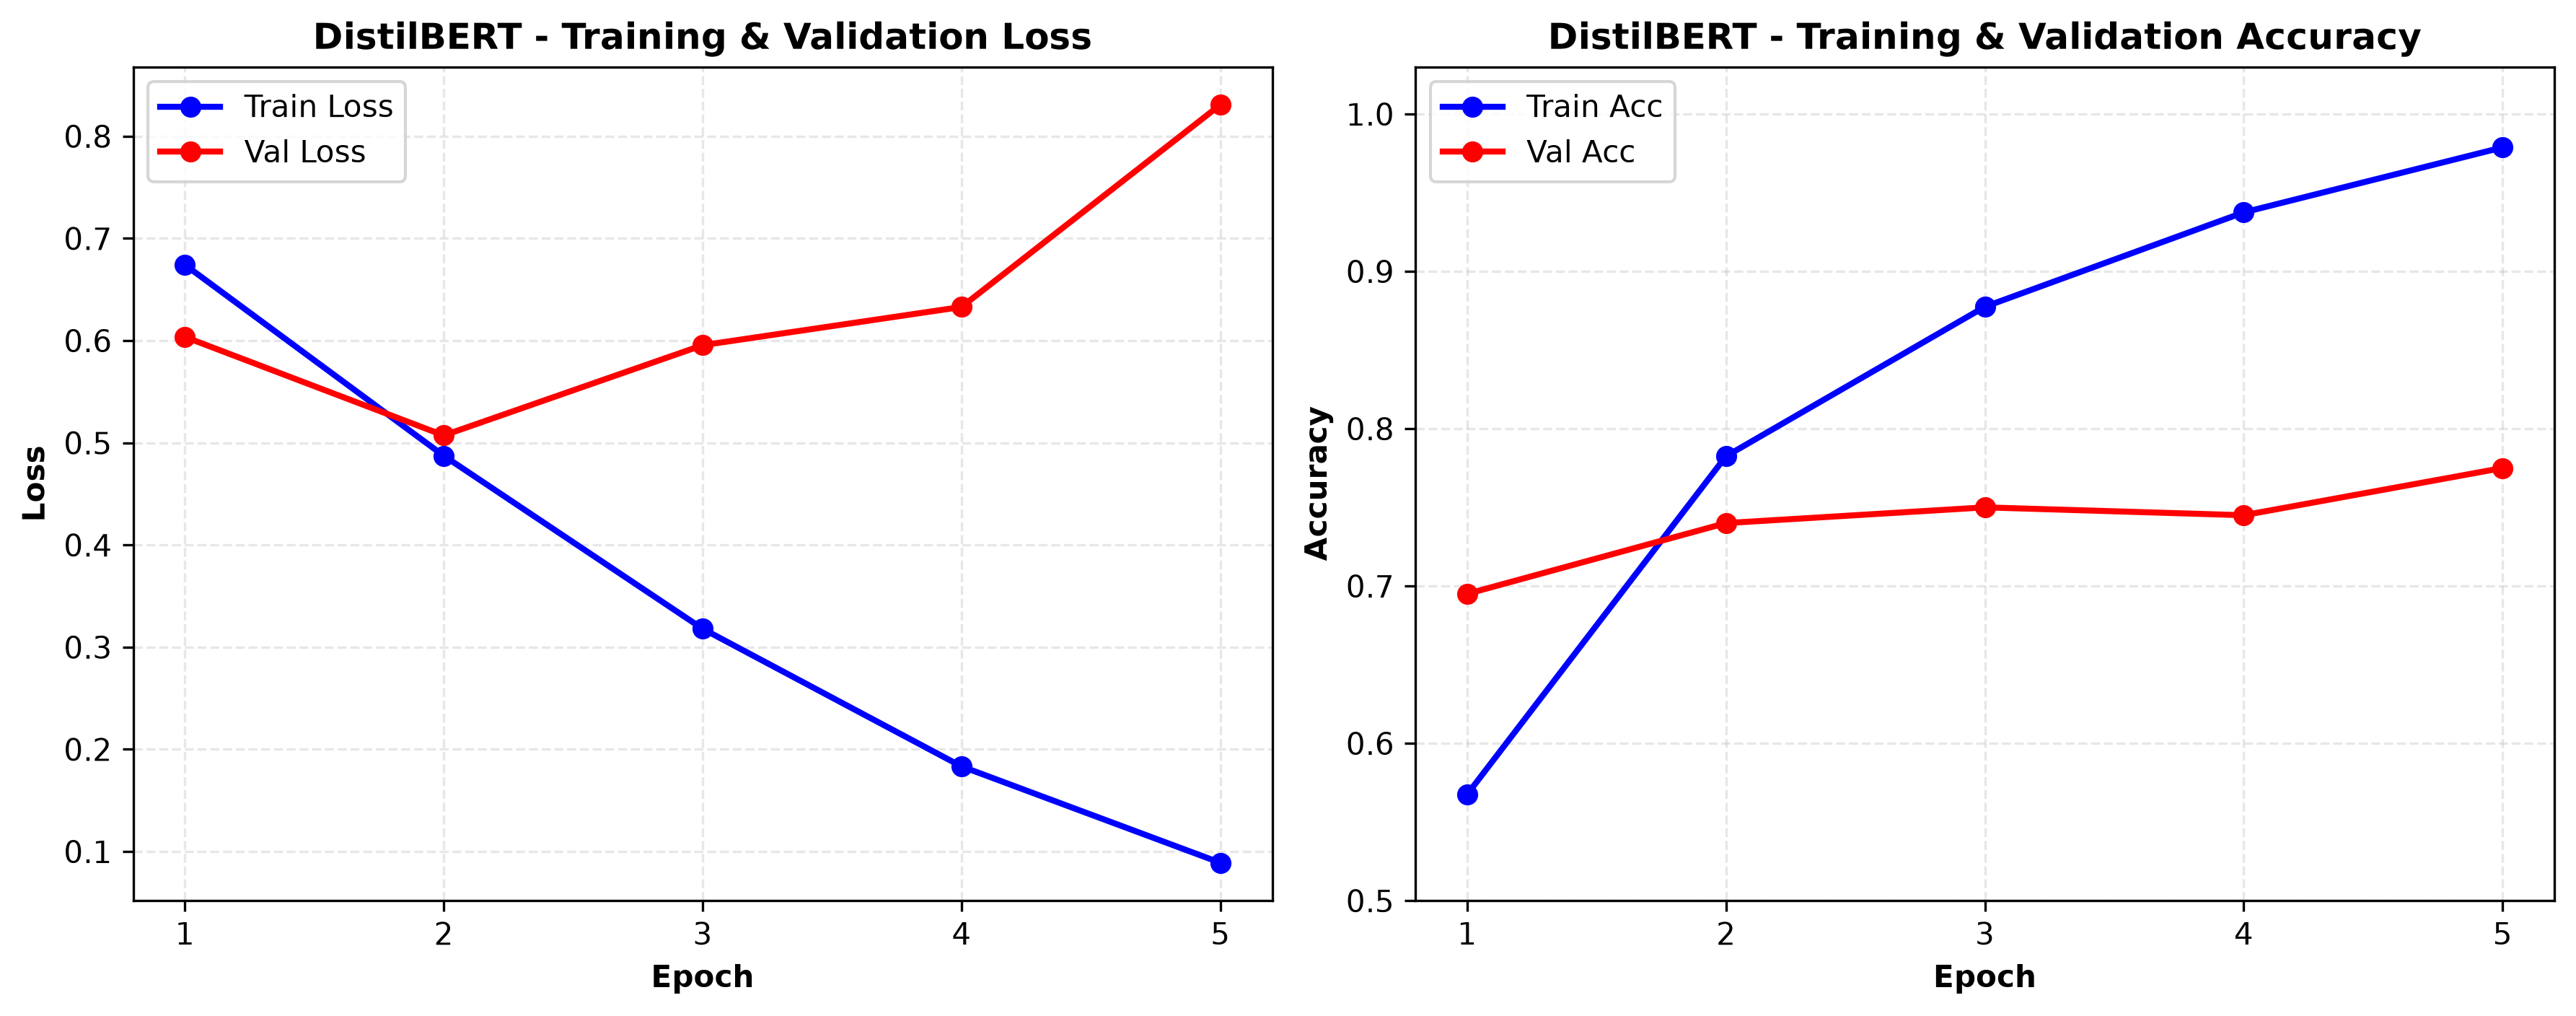 DistilBERT - Training & Validation Loss
Train Loss
Val Loss
0.8
0.7
0.6
0.5
0.4
0.3
0.2
0.1
Loss
1 2 3 4 5
Epoch
DistilBERT - Training & Validation Accuracy
Train Acc
Val Acc
1.0
0.9
0.8
0.7
0.6
0.5
Accuracy
1 2 3 4 5
Epoch